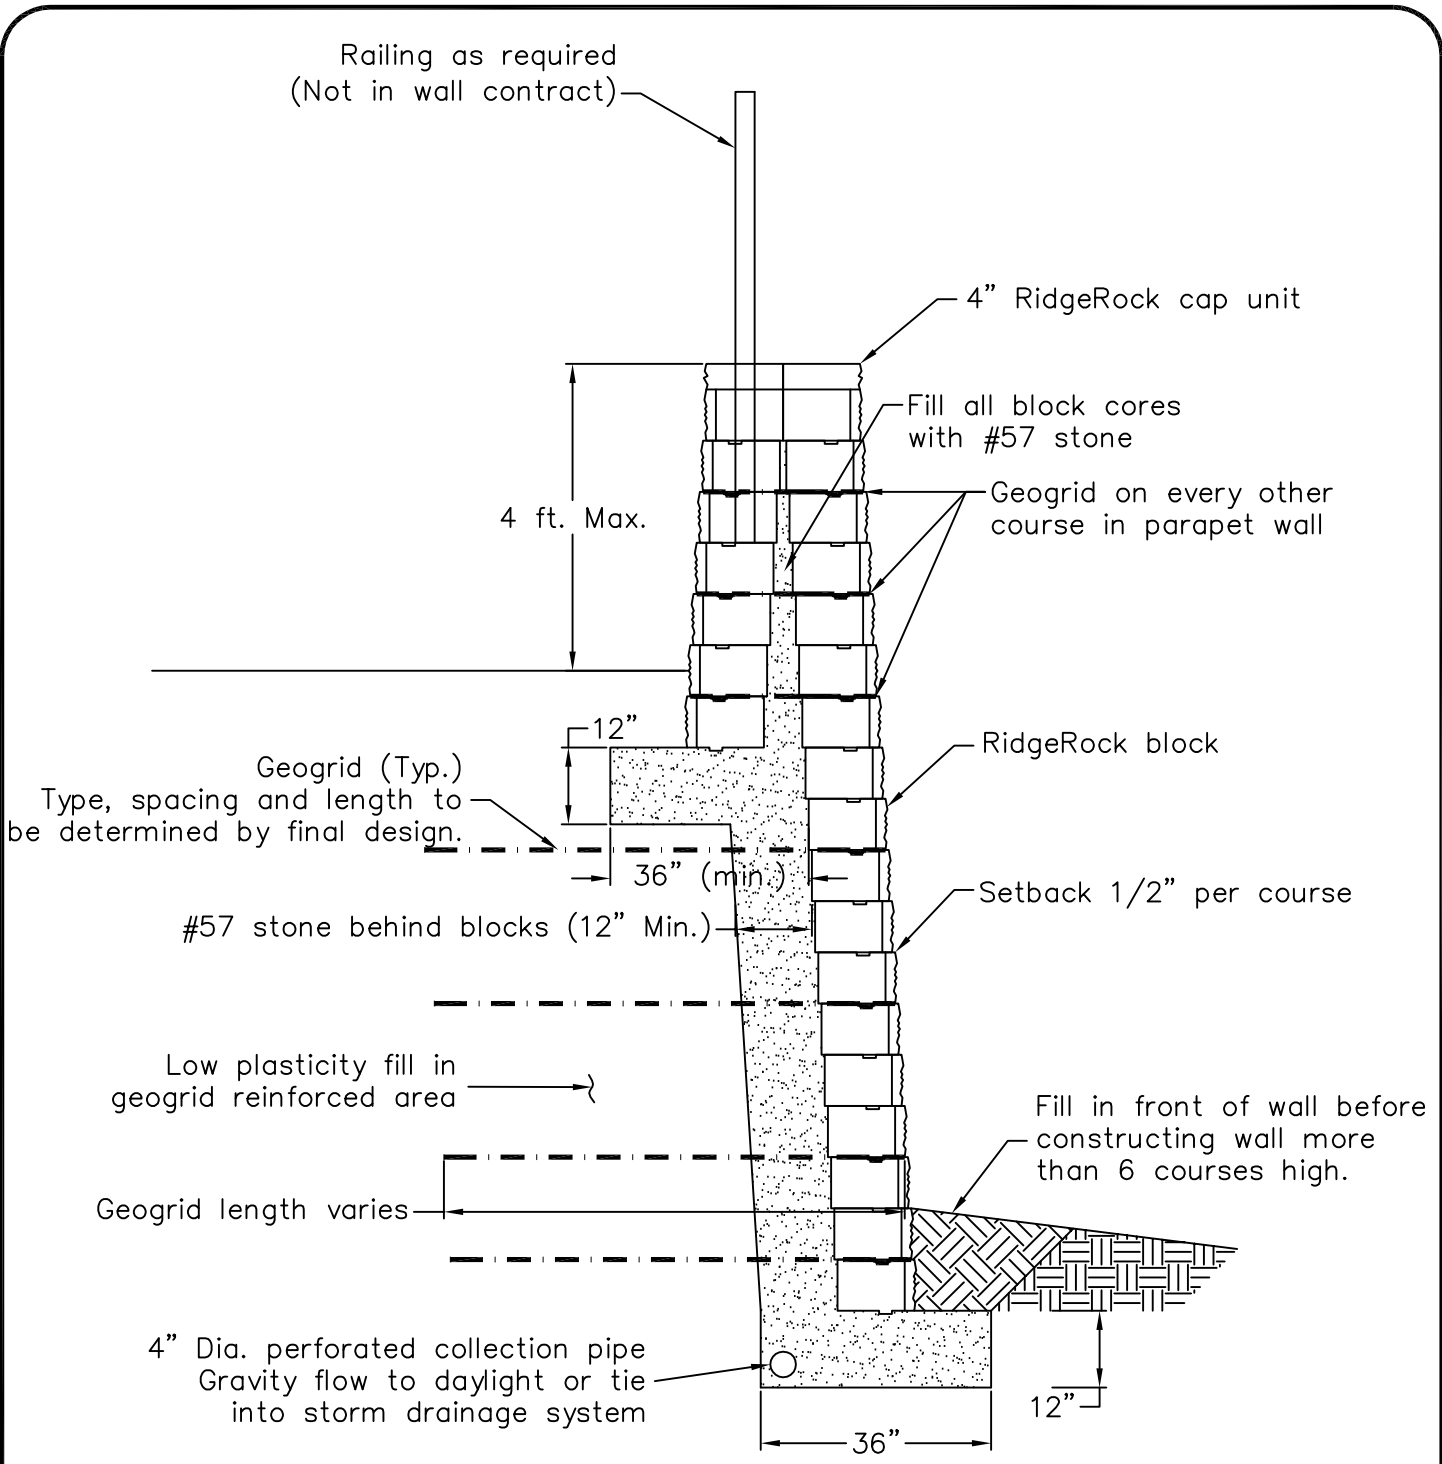 Railing as required
(Not in wall contract)
4” RidgeRock cap unit
Fill all block cores
with #57 stone
Geogrid on every other
course in parapet wall
4 ft. Max.
12”
RidgeRock block
Geogrid (Typ.)
Type, spacing and length to
be determined by final design.
36” (min.)
Setback 1/2” per course
#57 stone behind blocks (12” Min.)
Low plasticity fill in
geogrid reinforced area
Fill in front of wall before
constructing wall more
than 6 courses high.
Geogrid length varies
4” Dia. perforated collection pipe
Gravity flow to daylight or tie
into storm drainage system
12”
36”